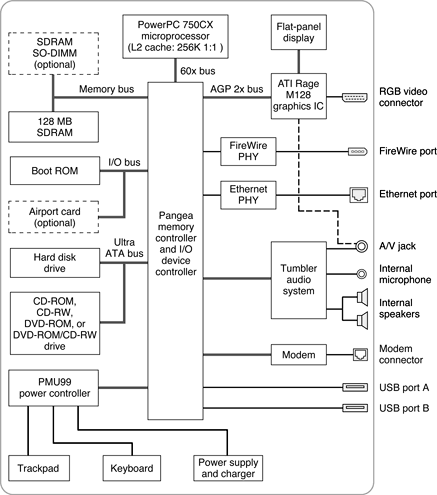 PowerPC 750CX
microprocessor
(L2 cache: 256K 1:1 )
Flat-panel
display
SDRAM
SO-DIMM
(optional)
60x bus
Memory bus
AGP 2x bus
ATI Rage
M128
graphics IC
RGB video
connector
128 MB
SDRAM
FireWire
PHY
FireWire port
I/O bus
Boot ROM
Ethernet
PHY
Ethernet port
Airport card
(optional)
Pangea
memory
controller
and I/O
device
controller
Ultra
ATA bus
A/V jack
Hard disk
drive
Tumbler
audio
system
Internal
microphone
CD-ROM,
CD-RW,
DVD-ROM, or
DVD-ROM/CD-RW
drive
Internal
speakers
Modem
Modem
connector
PMU99
power controller
USB port A
USB port B
Trackpad
Keyboard
Power supply
and charger